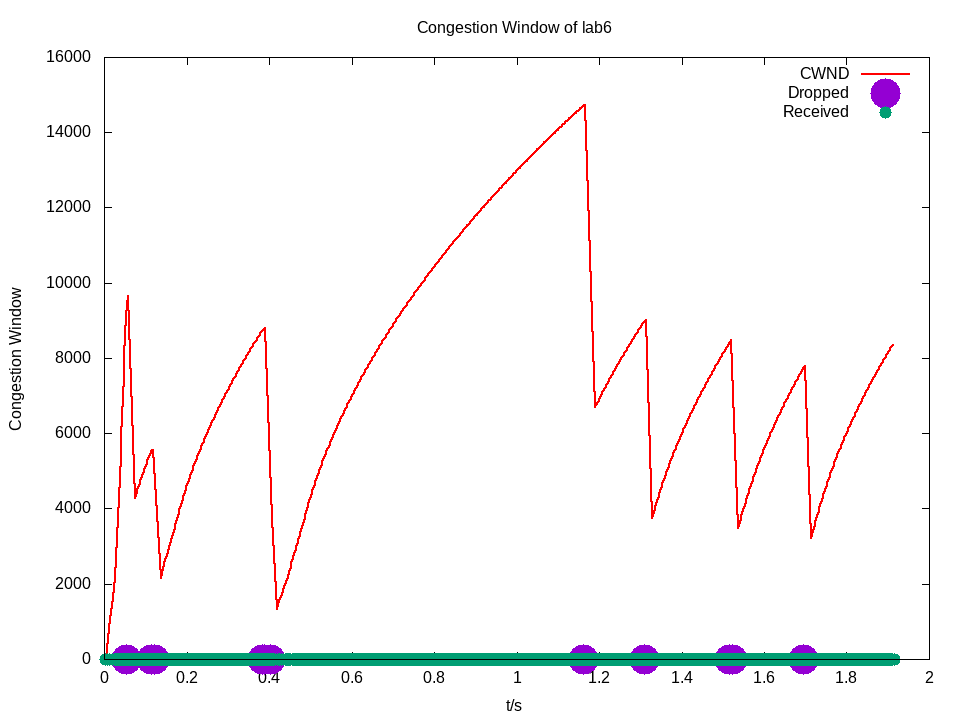 Congestion Window of lab6
16000
14000
12000
10000
8000
6000
4000
2000
0
Congestion Window
CWND
Dropped
Received
0 0.2 0.4 0.6 0.8 1 1.2 1.4 1.6 1.8 2
t/s